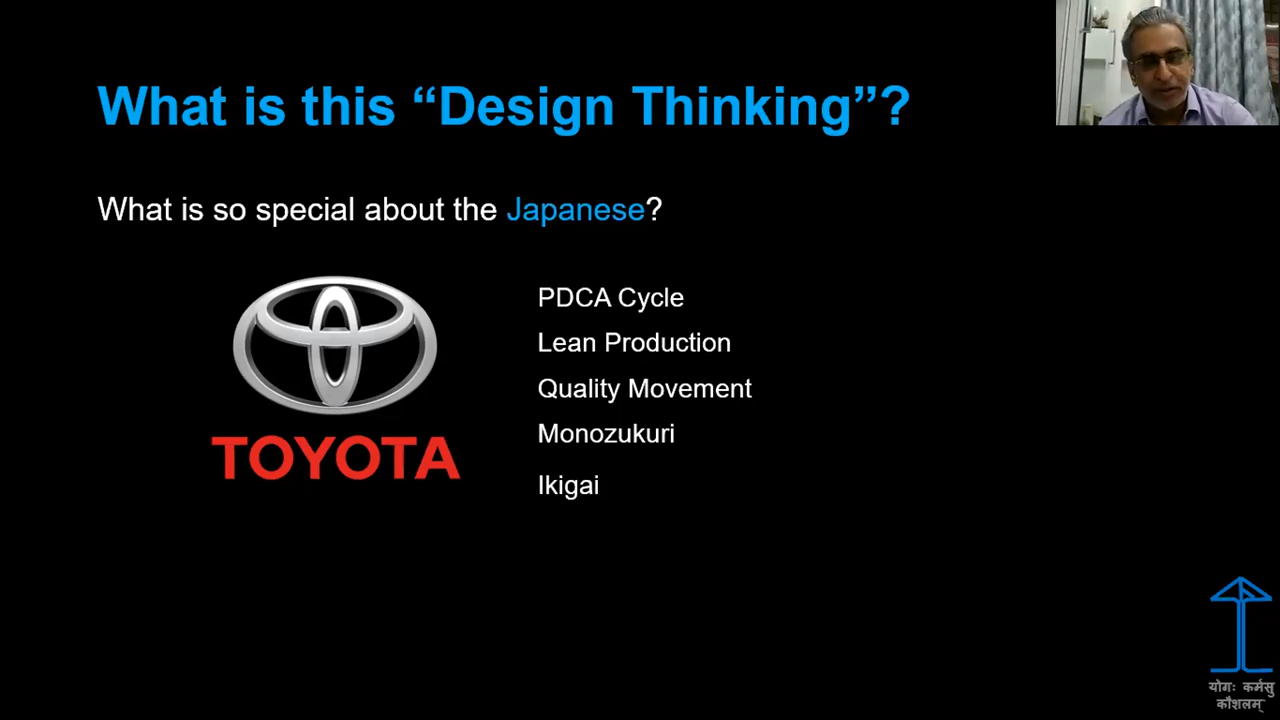 What is this “Design Thinking”?
What is so special about the Japanese?
PDCA Cycle
Lean Production
Quality Movement
Monozukuri
Ikigai
TOYOTA
योगः कर्मसु
कौशलम्